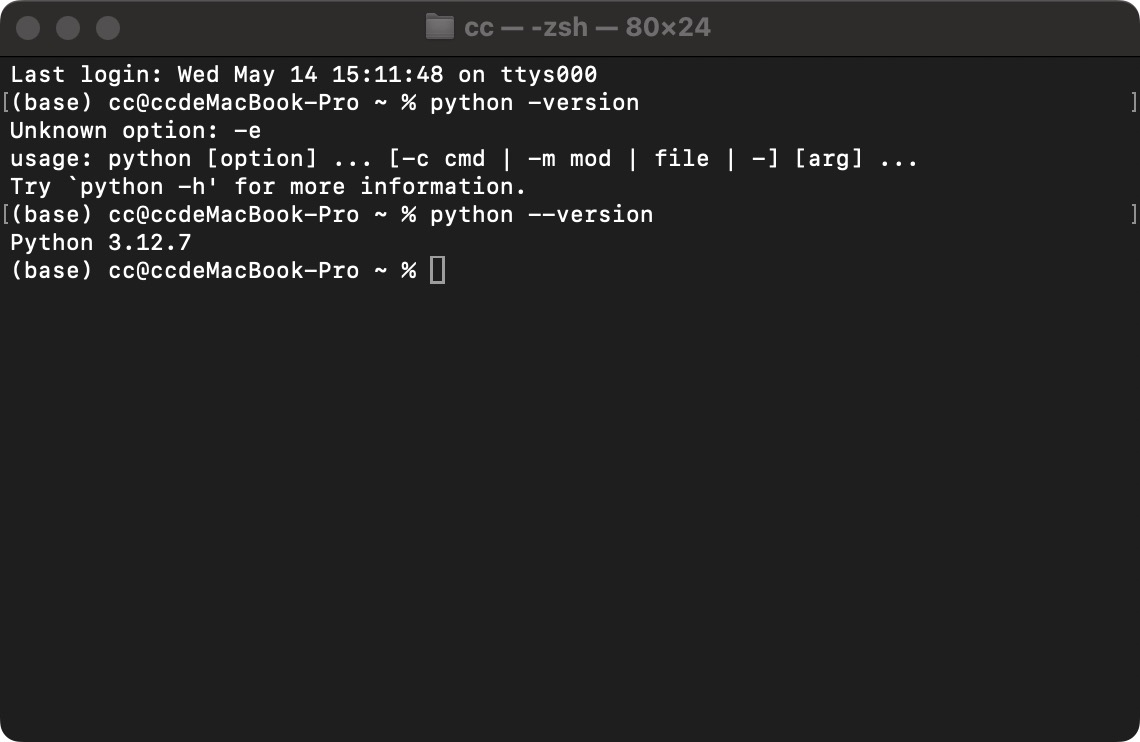 cc — -zsh — 80×24
Last login: Wed May 14 15:11:48 on ttys000
[(base) cc@ccdeMacBook-Pro ~ % python -version ]
Unknown option: -e
usage: python [option] ... [-c cmd | -m mod | file | -] [arg] ...
Try `python -h' for more information.
[(base) cc@ccdeMacBook-Pro ~ % python --version ]
Python 3.12.7
(base) cc@ccdeMacBook-Pro ~ %